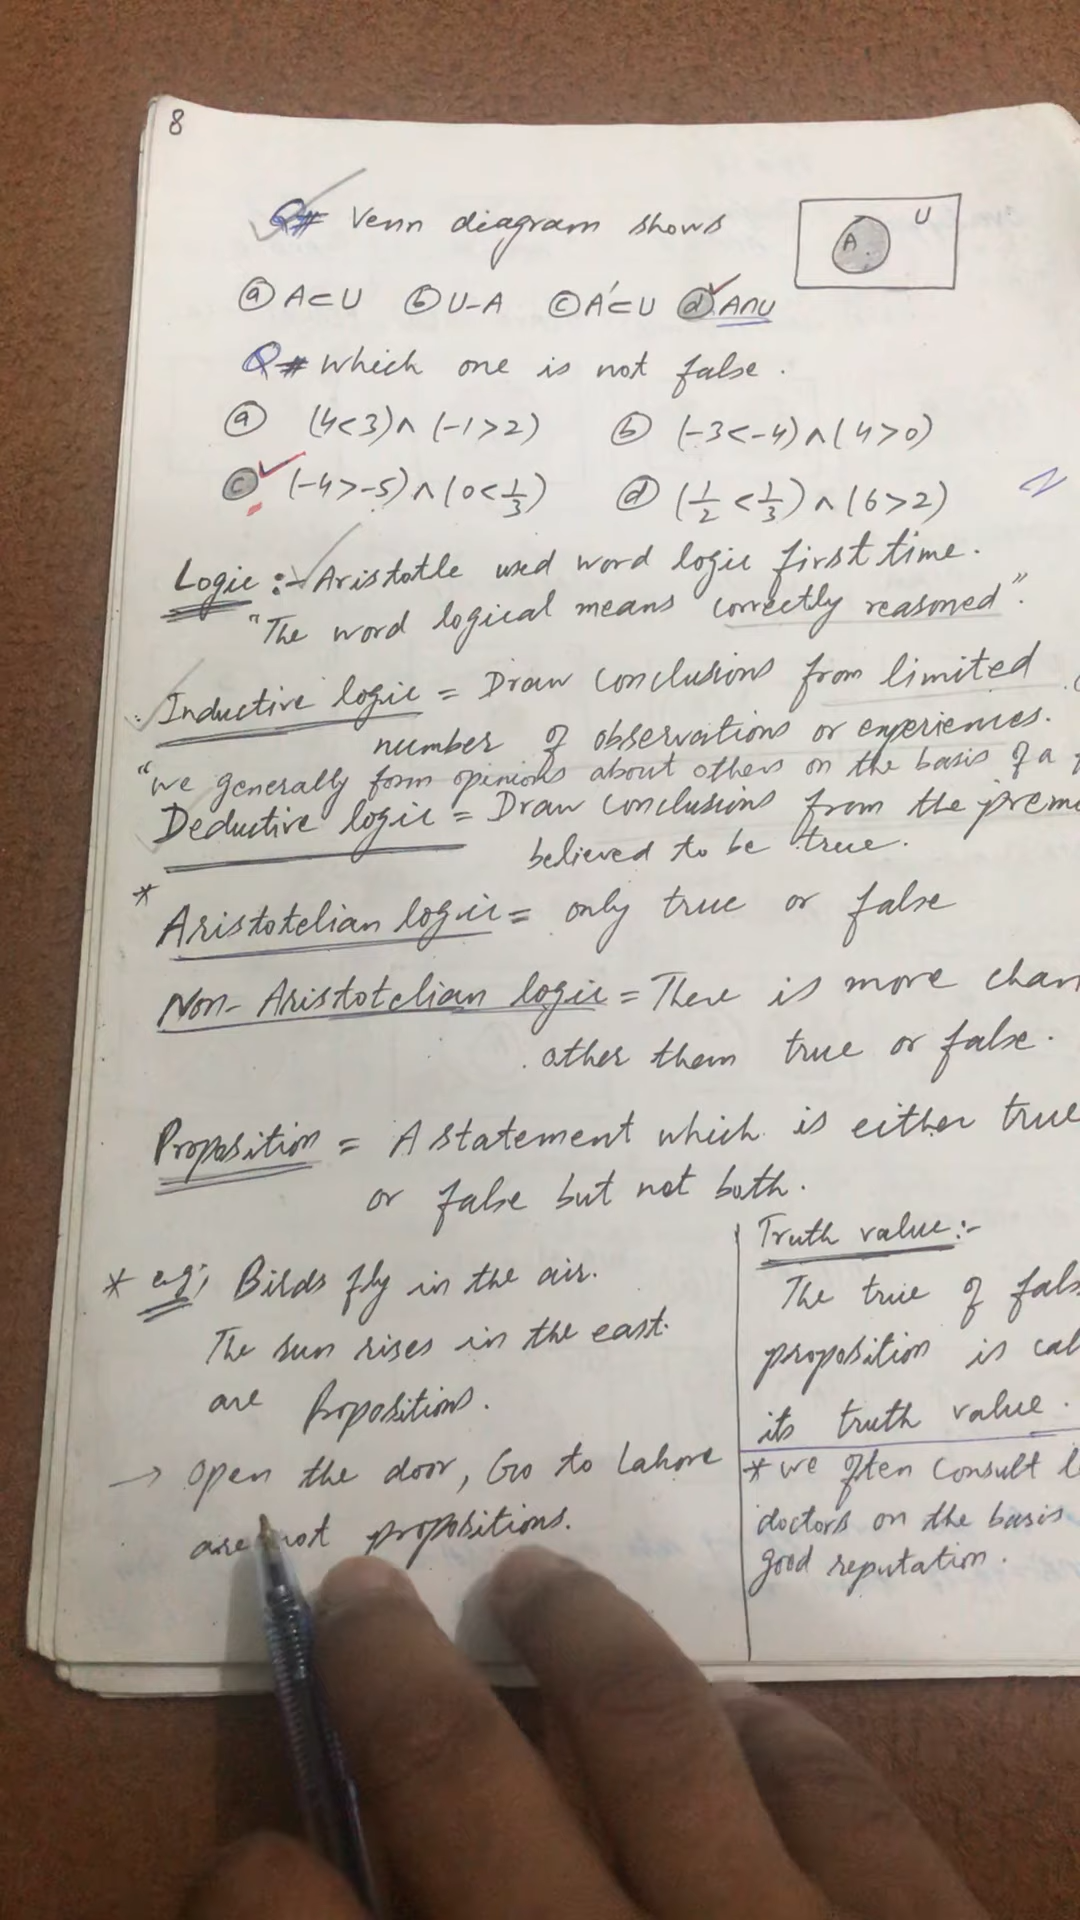 8
Q# Venn diagram shows
A U
ⓐ A⊂U ⓑ U-A ⓒ A'⊂U ⓓ A∩U
Q# Which one is not false.
ⓐ (4<3)∧(-1>2) ⓑ (-3<-4)∧(4>0)
ⓒ (-4>-5)∧(0<1/3) ⓓ (1/2<1/3)∧(6>2)
Logic :- Aristotle used word logic first time.
"The word logical means correctly reasoned".
Inductive logic = Draw conclusions from limited
number of observations or experiences.
"we generally form opinions about others on the basis of a
Deductive logic = Draw conclusions from the
believed to be true.
*
Aristotelian logic = only true or false
Non-Aristotelian logic = There is more
other them true or false.
Proposition = A statement which is either true
or false but not both.
* eg; Birds fly in the air.
The sun rises in the east.
are Propositions.
→ Open the door, Go to Lahore
are not propositions.
Truth value:-
The true of
proposition is
its truth value.
* we often consult
doctors on the basis
good reputation.